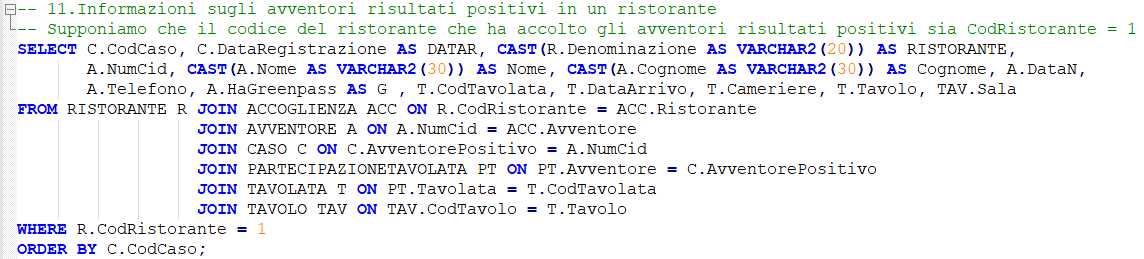 -- 11.Informazioni sugli avventori risultati positivi in un ristorante
-- Supponiamo che il codice del ristorante che ha accolto gli avventori risultati positivi sia CodRistorante = 1
SELECT C.CodCaso, C.DataRegistrazione AS DATAR, CAST(R.Denominazione AS VARCHAR2(20)) AS RISTORANTE,
A.NumCid, CAST(A.Nome AS VARCHAR2(30)) AS Nome, CAST(A.Cognome AS VARCHAR2(30)) AS Cognome, A.DataN,
A.Telefono, A.HaGreenpass AS G , T.CodTavolata, T.DataArrivo, T.Cameriere, T.Tavolo, TAV.Sala
FROM RISTORANTE R JOIN ACCOGLIENZA ACC ON R.CodRistorante = ACC.Ristorante
JOIN AVVENTORE A ON A.NumCid = ACC.Avventore
JOIN CASO C ON C.AvventorePositivo = A.NumCid
JOIN PARTECIPAZIONETAVOLATA PT ON PT.Avventore = C.AvventorePositivo
JOIN TAVOLATA T ON PT.Tavolata = T.CodTavolata
JOIN TAVOLO TAV ON TAV.CodTavolo = T.Tavolo
WHERE R.CodRistorante = 1
ORDER BY C.CodCaso;